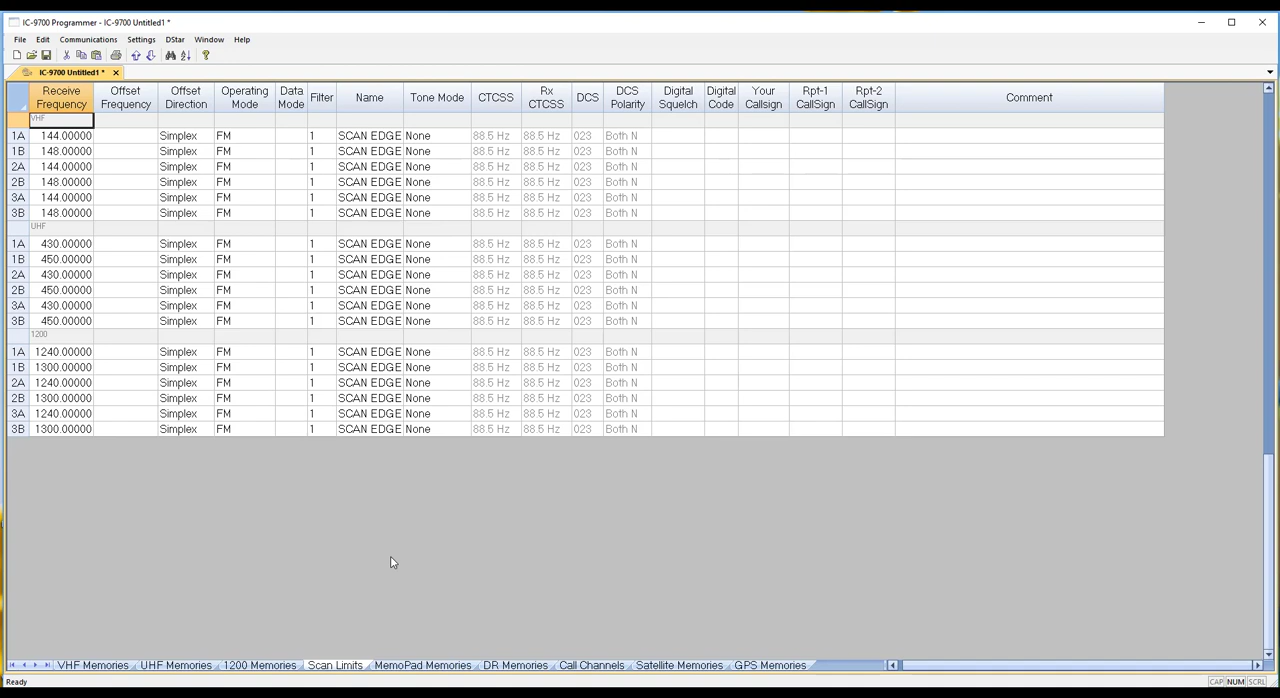 IC-9700 Programmer - IC-9700 Untitled1 *
File Edit Communications Settings DStar Window Help
IC-9700 Untitled1 *
Receive Frequency Offset Frequency Offset Direction Operating Mode Data Mode Filter Name Tone Mode CTCSS Rx CTCSS DCS DCS Polarity Digital Squelch Digital Code Your Callsign Rpt-1 CallSign Rpt-2 CallSign Comment
VHF
1A 144.00000 Simplex FM 1 SCAN EDGE None 88.5 Hz 88.5 Hz 023 Both N
1B 148.00000 Simplex FM 1 SCAN EDGE None 88.5 Hz 88.5 Hz 023 Both N
2A 144.00000 Simplex FM 1 SCAN EDGE None 88.5 Hz 88.5 Hz 023 Both N
2B 148.00000 Simplex FM 1 SCAN EDGE None 88.5 Hz 88.5 Hz 023 Both N
3A 144.00000 Simplex FM 1 SCAN EDGE None 88.5 Hz 88.5 Hz 023 Both N
3B 148.00000 Simplex FM 1 SCAN EDGE None 88.5 Hz 88.5 Hz 023 Both N
UHF
1A 430.00000 Simplex FM 1 SCAN EDGE None 88.5 Hz 88.5 Hz 023 Both N
1B 450.00000 Simplex FM 1 SCAN EDGE None 88.5 Hz 88.5 Hz 023 Both N
2A 430.00000 Simplex FM 1 SCAN EDGE None 88.5 Hz 88.5 Hz 023 Both N
2B 450.00000 Simplex FM 1 SCAN EDGE None 88.5 Hz 88.5 Hz 023 Both N
3A 430.00000 Simplex FM 1 SCAN EDGE None 88.5 Hz 88.5 Hz 023 Both N
3B 450.00000 Simplex FM 1 SCAN EDGE None 88.5 Hz 88.5 Hz 023 Both N
1200
1A 1240.00000 Simplex FM 1 SCAN EDGE None 88.5 Hz 88.5 Hz 023 Both N
1B 1300.00000 Simplex FM 1 SCAN EDGE None 88.5 Hz 88.5 Hz 023 Both N
2A 1240.00000 Simplex FM 1 SCAN EDGE None 88.5 Hz 88.5 Hz 023 Both N
2B 1300.00000 Simplex FM 1 SCAN EDGE None 88.5 Hz 88.5 Hz 023 Both N
3A 1240.00000 Simplex FM 1 SCAN EDGE None 88.5 Hz 88.5 Hz 023 Both N
3B 1300.00000 Simplex FM 1 SCAN EDGE None 88.5 Hz 88.5 Hz 023 Both N
VHF Memories UHF Memories 1200 Memories Scan Limits MemoPad Memories DR Memories Call Channels Satellite Memories GPS Memories
Ready CAP NUM SCRL